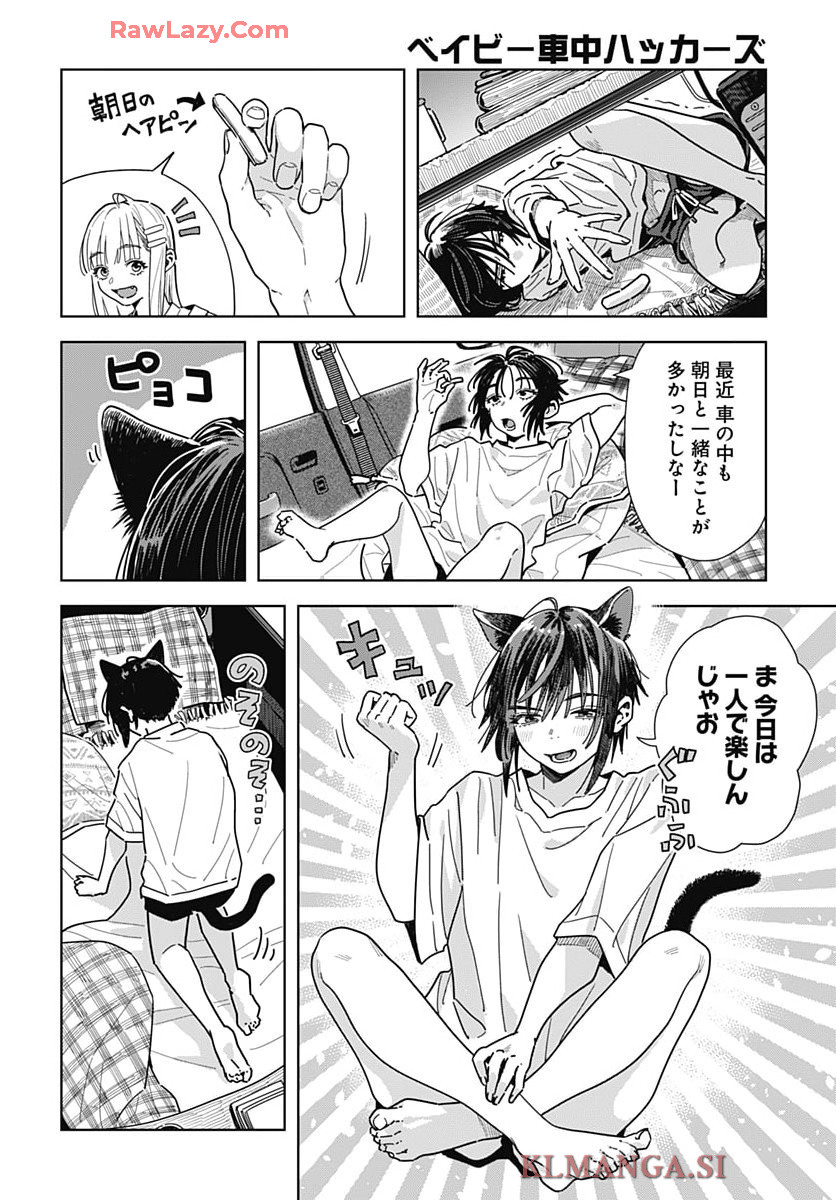 RawLazy.Com
ベイビー車中ハッカーズ
朝日の
ヘアピン
最近 車の中も
朝日と一緒なことが
多かったしなー
ピョコ
ま 今日は
一人で楽しん
じゃお
キュッ
ぐふふふ
のそのそ…
KLMANGA.SI